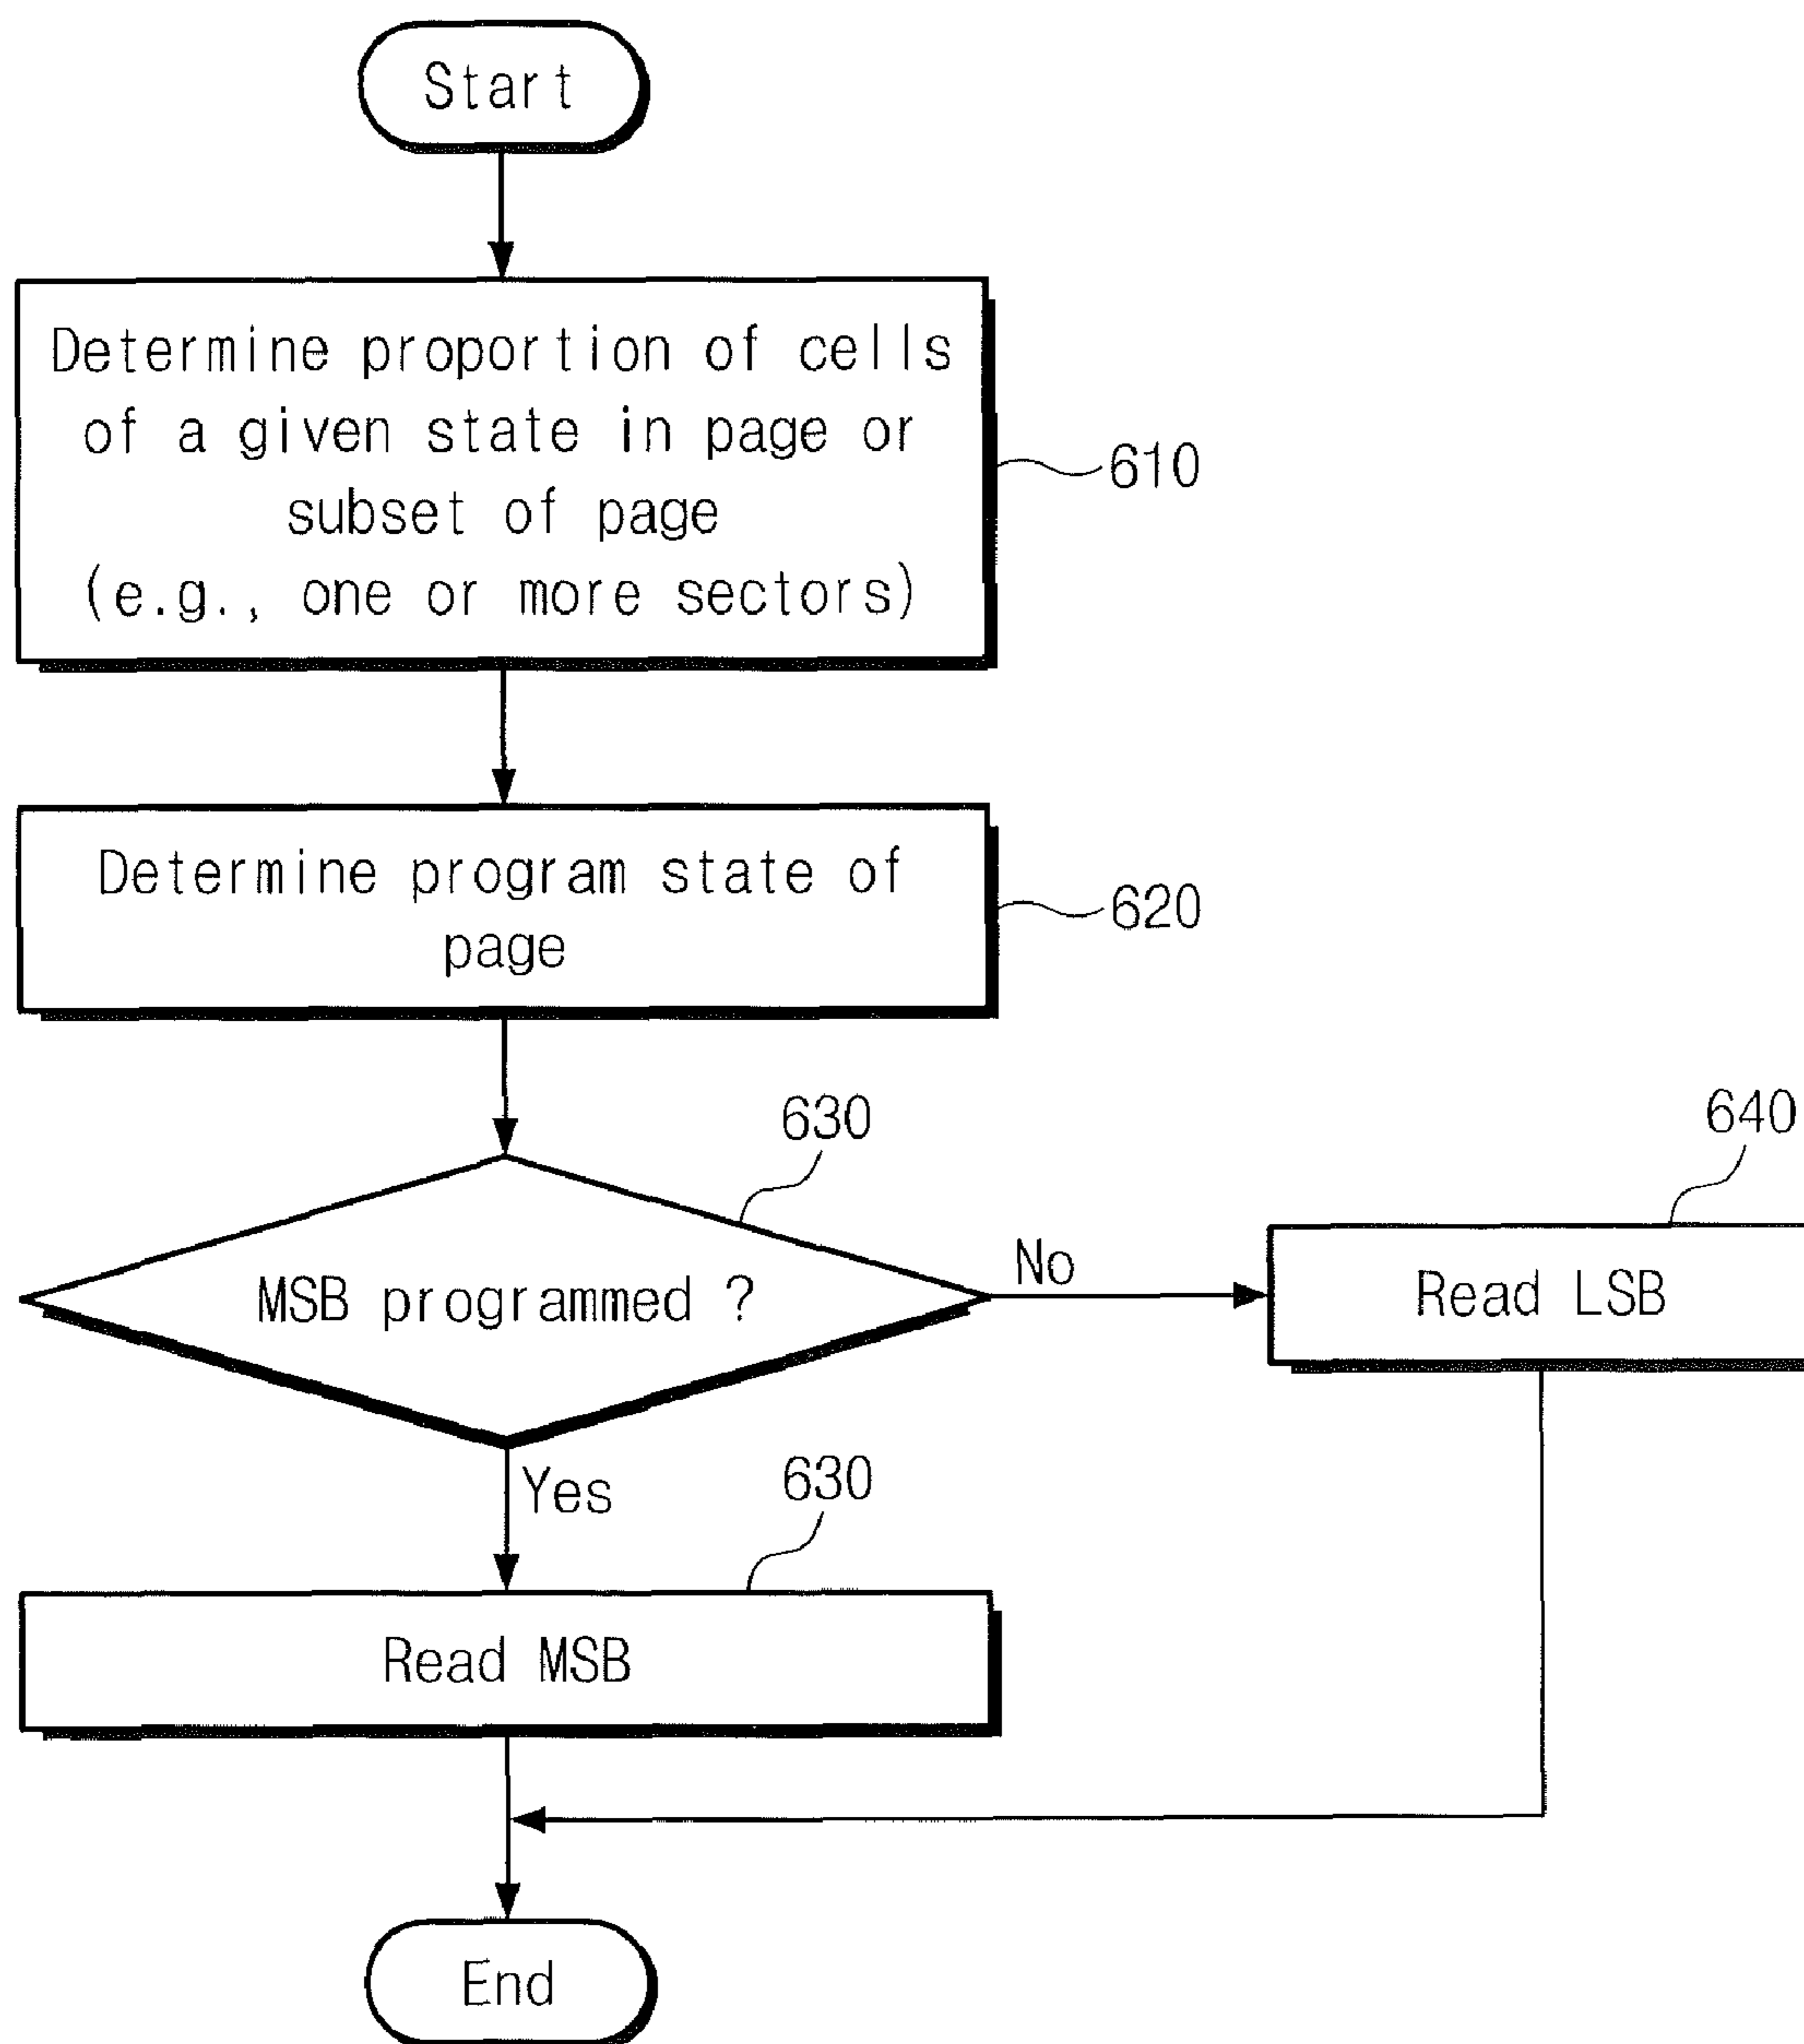 Start
Determine proportion of cells
of a given state in page or
subset of page
(e.g., one or more sectors)
610
Determine program state of
page
620
630
640
MSB programmed ?
No
Read LSB
Yes
630
Read MSB
End